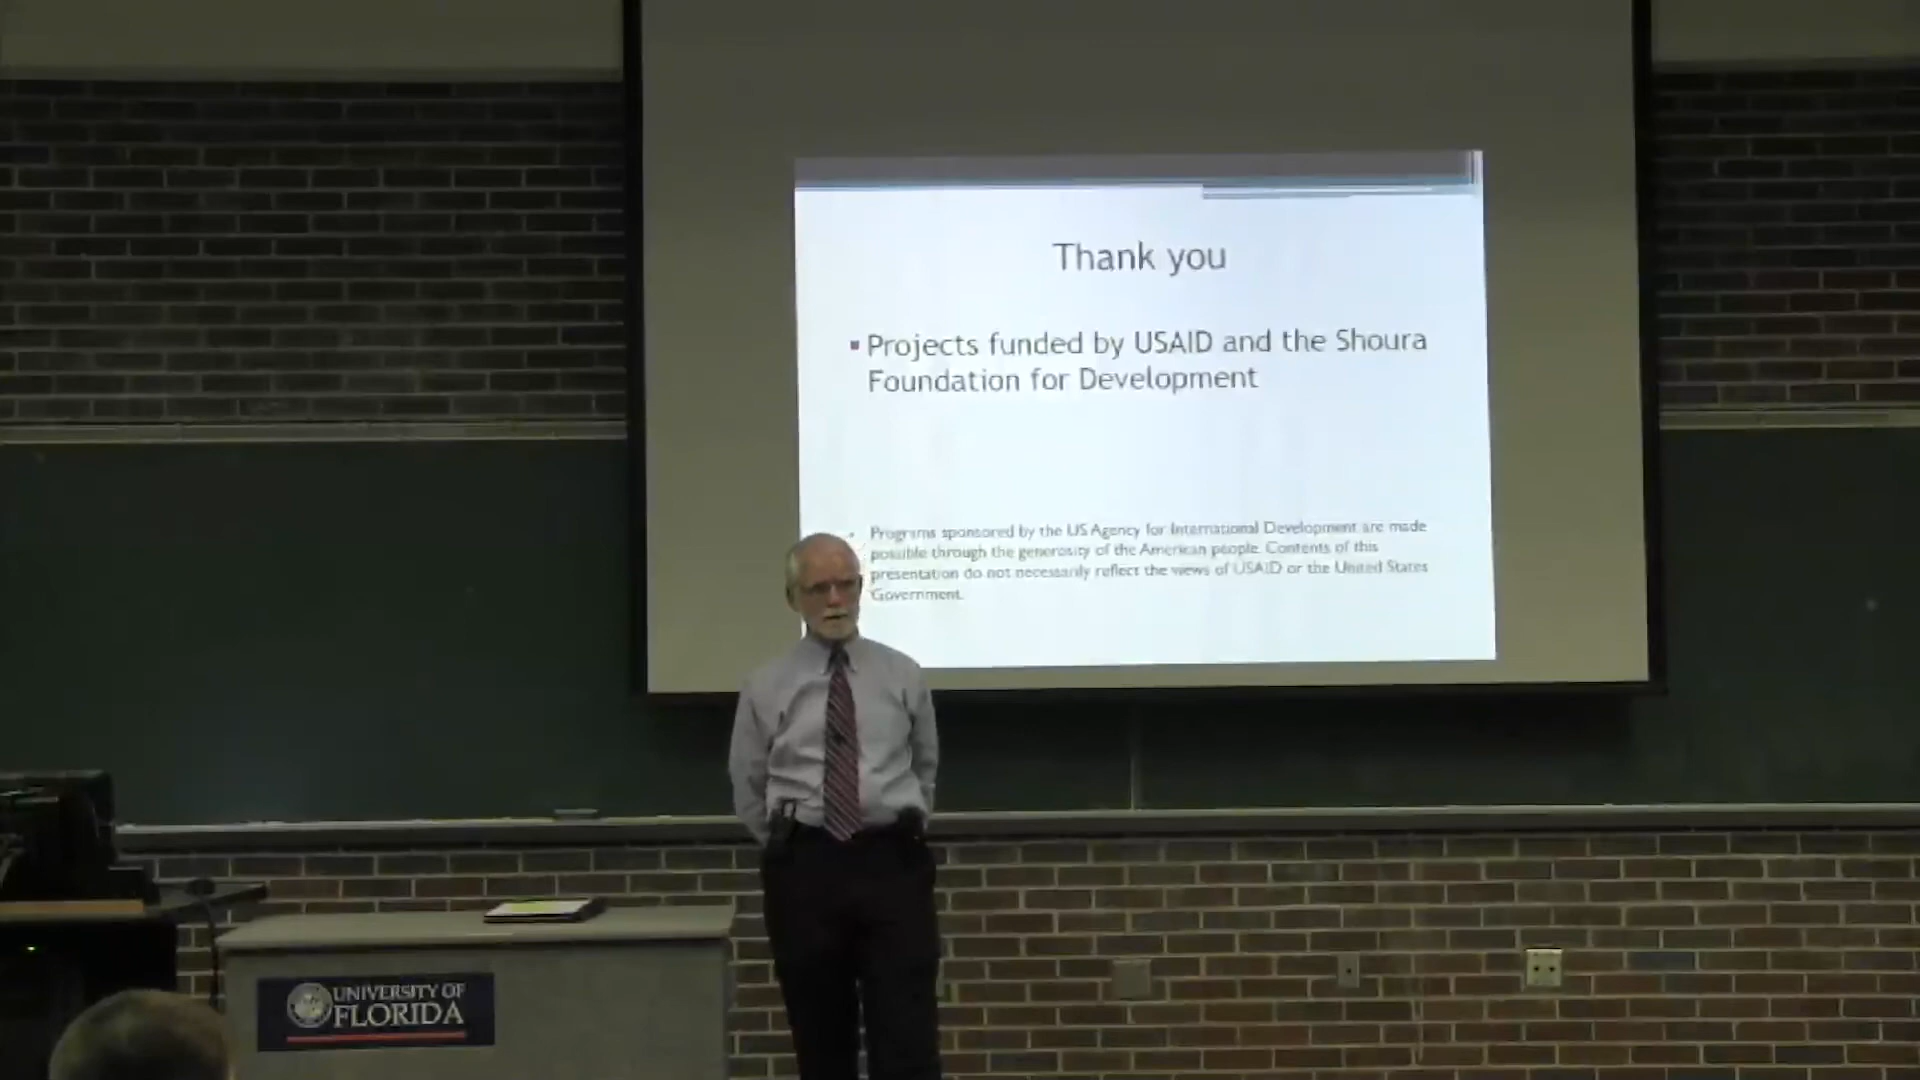 Thank you
Projects funded by USAID and the Shoura
Foundation for Development
Programs sponsored by the US Agency for International Development are made
possible through the generosity of the American people. Contents of this
presentation do not necessarily reflect the views of USAID or the United States
Government.
UNIVERSITY OF
FLORIDA